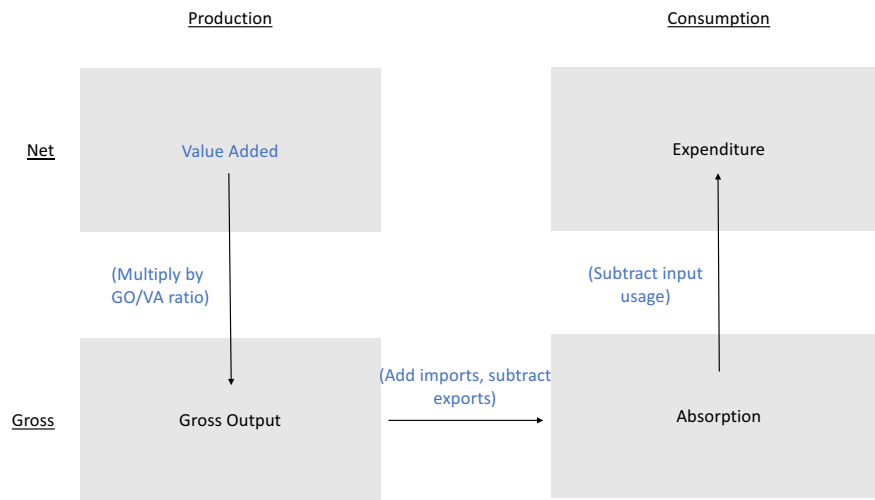 Production
Consumption
Net
Value Added
Expenditure
(Multiply by
GO/VA ratio)
(Subtract input
usage)
(Add imports, subtract
exports)
Gross
Gross Output
Absorption